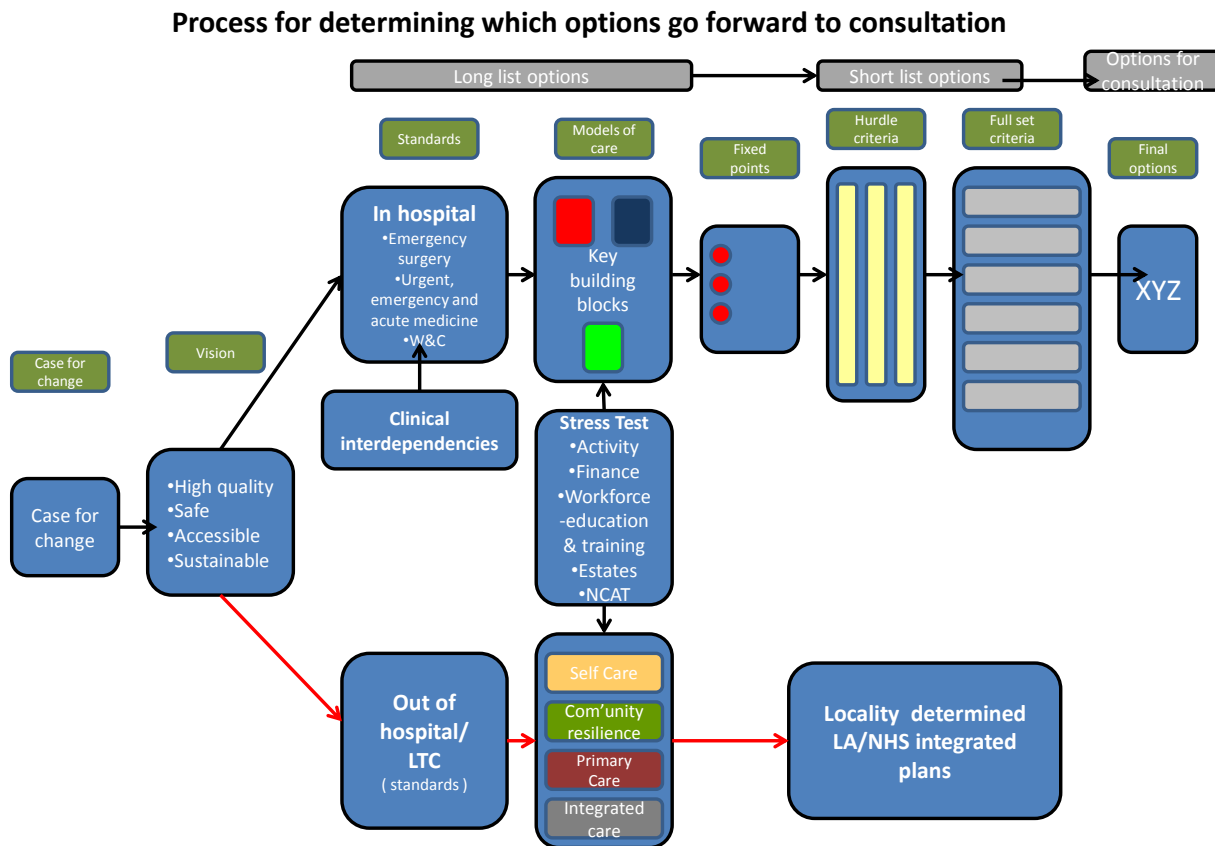 Process for determining which options go forward to consultation
Long list options
Short list options
Options for
consultation
Standards
Models of
care
Fixed
points
Hurdle
criteria
Full set
criteria
Final
options
Case for
change
Vision
In hospital
•Emergency
surgery
•Urgent,
emergency and
acute medicine
•W&C
Key
building
blocks
XYZ
Clinical
interdependencies
Case for
change
•High quality
•Safe
•Accessible
•Sustainable
Stress Test
•Activity
•Finance
•Workforce
-education
& training
•Estates
•NCAT
Out of
hospital/
LTC
( standards )
Self Care
Com'unity
resilience
Primary
Care
Integrated
care
Locality determined
LA/NHS integrated
plans